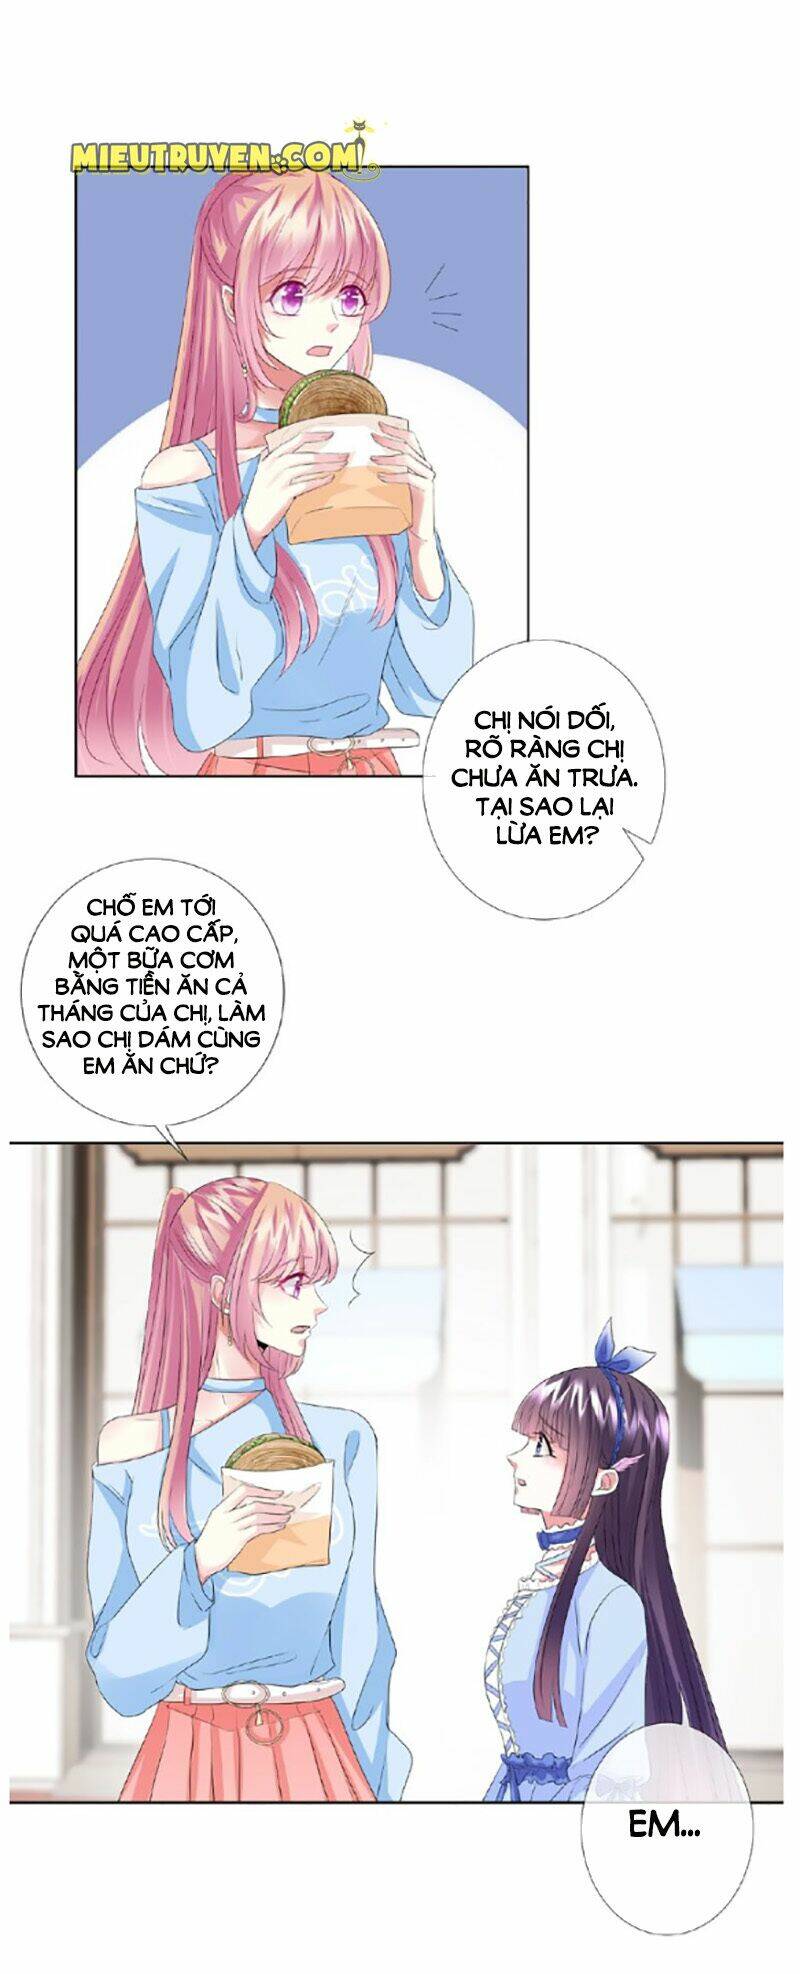 MIEUTRUYEN.COM
CHỊ NÓI DỐI,
RÕ RÀNG CHỊ
CHƯA ĂN TRƯA.
TẠI SAO LẠI
LỪA EM?
CHỖ EM TỚI
QUÁ CAO CẤP,
MỘT BỮA CƠM
BẰNG TIỀN ĂN CẢ
THÁNG CỦA CHỊ, LÀM
SAO CHỊ DÁM CÙNG
EM ĂN CHỨ?
EM...